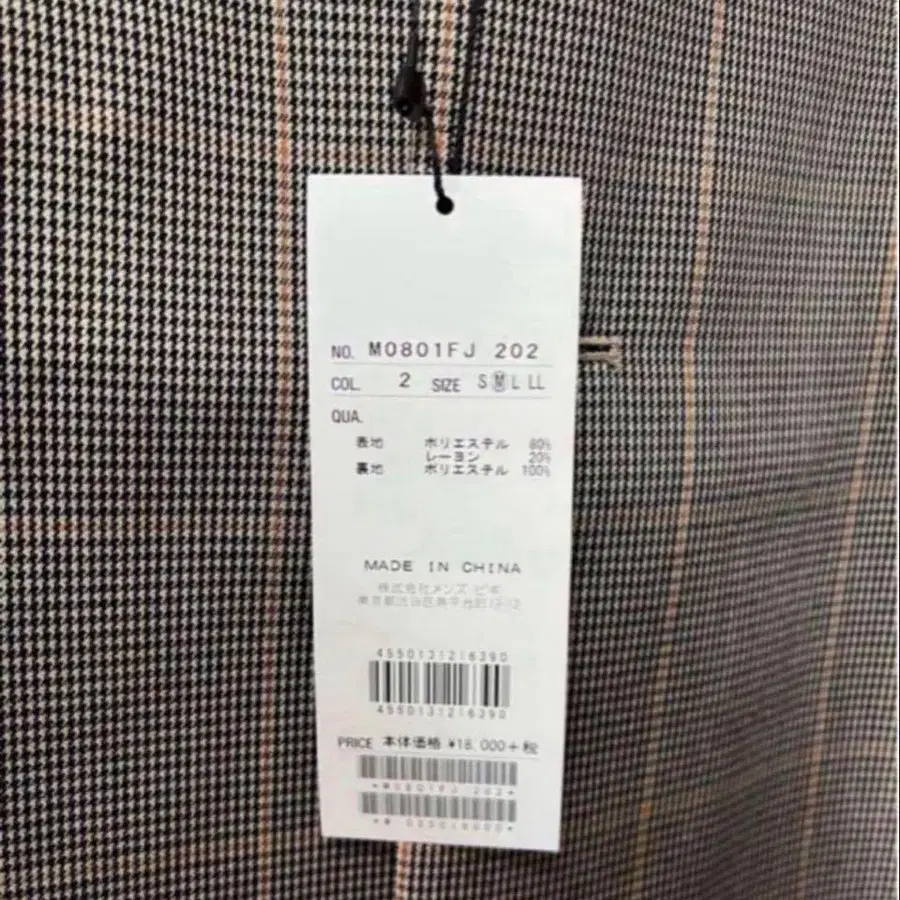 NO. M0801FJ 202
COL. 2 SIZE S M L LL
QUA.
表地 ポリエステル 80%
レーヨン 20%
裏地 ポリエステル 100%
MADE IN CHINA
株式会社メンズ・ビギ
4550131216390
4550131216390
PRICE 本体価格 ¥18,000+税
*M0801FJ 202*